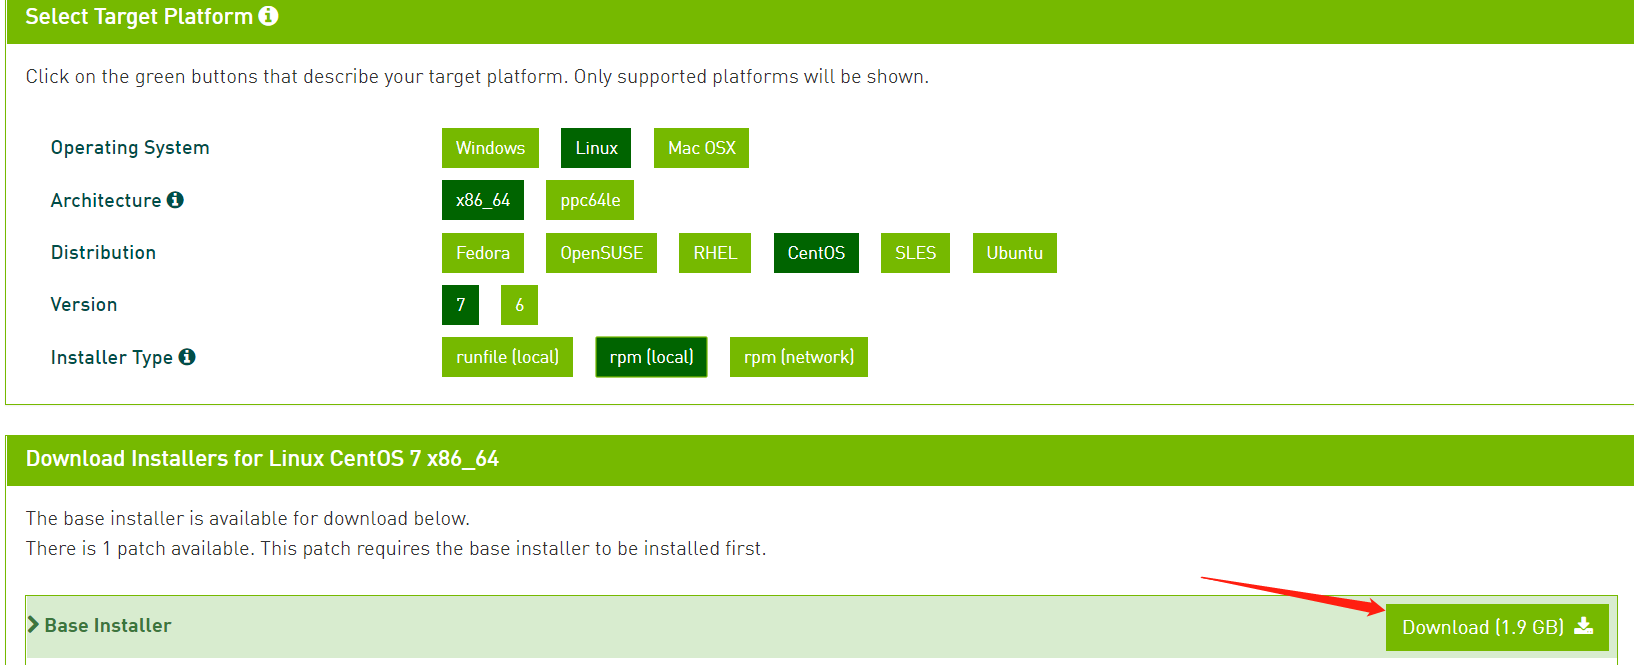 Select Target Platform
Click on the green buttons that describe your target platform. Only supported platforms will be shown.
Operating System Windows Linux Mac OSX
Architecture x86_64 ppc64le
Distribution Fedora OpenSUSE RHEL CentOS SLES Ubuntu
Version 7 6
Installer Type runfile (local) rpm (local) rpm (network)
Download Installers for Linux CentOS 7 x86_64
The base installer is available for download below.
There is 1 patch available. This patch requires the base installer to be installed first.
Base Installer Download (1.9 GB)